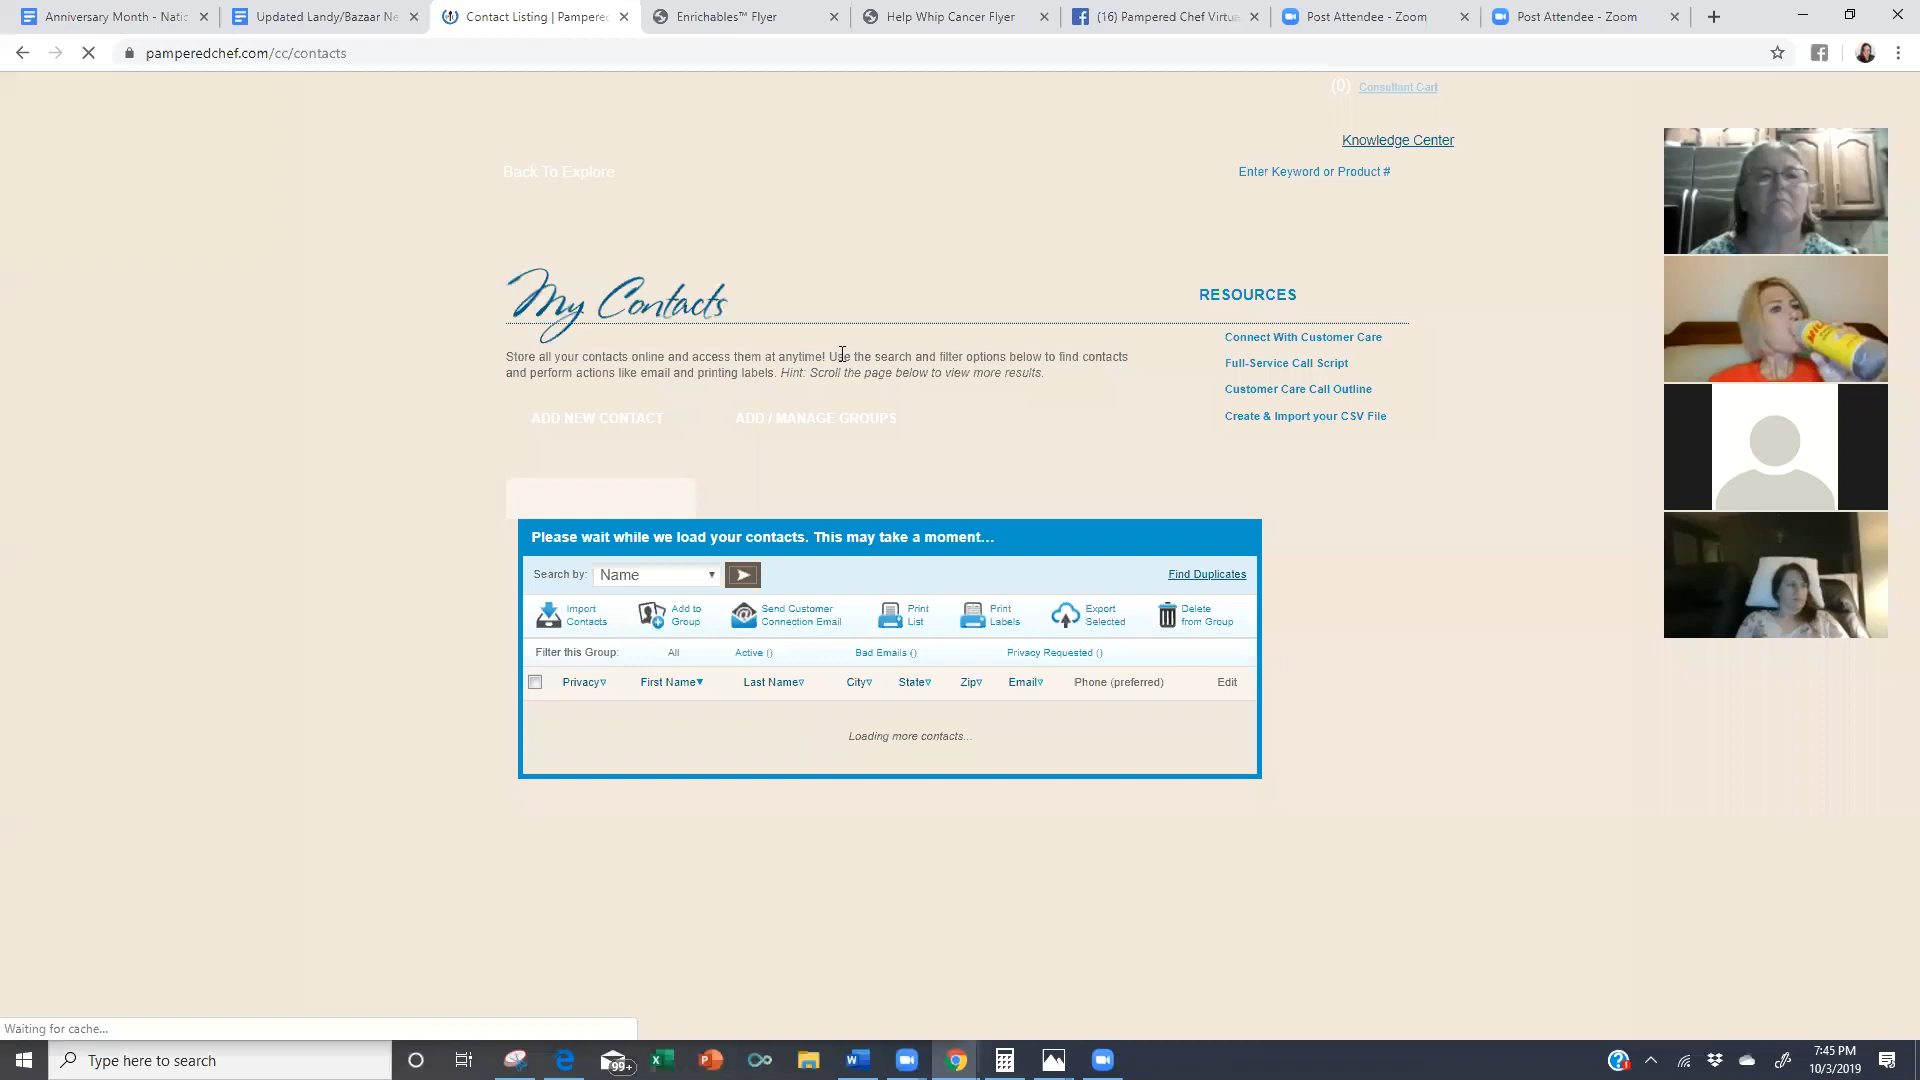 Anniversary Month - Natic
Updated Landy/Bazaar Ne
Contact Listing | Pampered
Enrichables™ Flyer
Help Whip Cancer Flyer
(16) Pampered Chef Virtua
Post Attendee - Zoom
Post Attendee - Zoom
pamperedchef.com/cc/contacts
(0) Consultant Cart
Knowledge Center
Back To Explore
Enter Keyword or Product #
My Contacts
RESOURCES
Store all your contacts online and access them at anytime! Use the search and filter options below to find contacts
and perform actions like email and printing labels. Hint: Scroll the page below to view more results.
Connect With Customer Care
Full-Service Call Script
Customer Care Call Outline
Create & Import your CSV File
ADD NEW CONTACT
ADD / MANAGE GROUPS
Please wait while we load your contacts. This may take a moment...
Search by: Name
Find Duplicates
Import
Contacts
Add to
Group
Send Customer
Connection Email
Print
List
Print
Labels
Export
Selected
Delete
from Group
Filter this Group: All Active () Bad Emails () Privacy Requested ()
Privacy First Name Last Name City State Zip Email Phone (preferred) Edit
Loading more contacts...
Waiting for cache...
Type here to search
99+
7:45 PM
10/3/2019